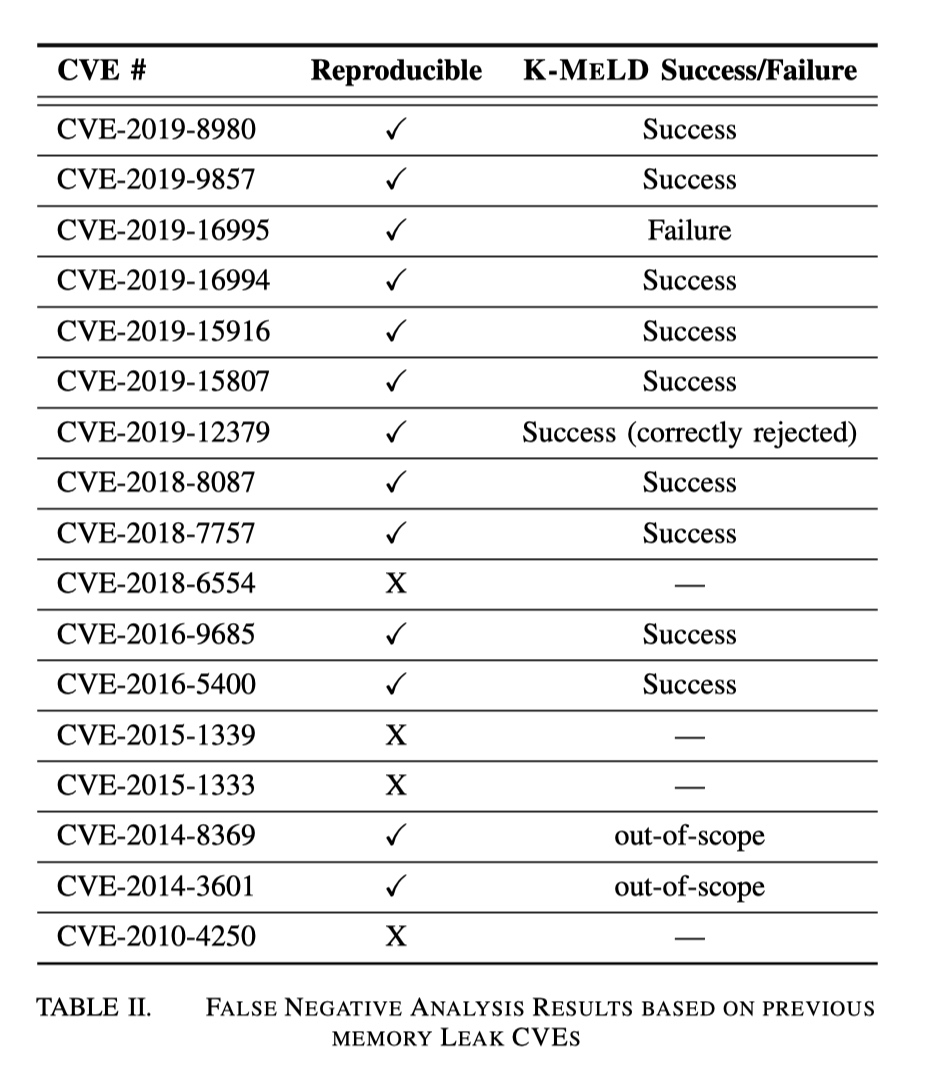 CVE # Reproducible K-MELD Success/Failure
CVE-2019-8980 ✓ Success
CVE-2019-9857 ✓ Success
CVE-2019-16995 ✓ Failure
CVE-2019-16994 ✓ Success
CVE-2019-15916 ✓ Success
CVE-2019-15807 ✓ Success
CVE-2019-12379 ✓ Success (correctly rejected)
CVE-2018-8087 ✓ Success
CVE-2018-7757 ✓ Success
CVE-2018-6554 X —
CVE-2016-9685 ✓ Success
CVE-2016-5400 ✓ Success
CVE-2015-1339 X —
CVE-2015-1333 X —
CVE-2014-8369 ✓ out-of-scope
CVE-2014-3601 ✓ out-of-scope
CVE-2010-4250 X —
TABLE II. FALSE NEGATIVE ANALYSIS RESULTS BASED ON PREVIOUS
MEMORY LEAK CVES